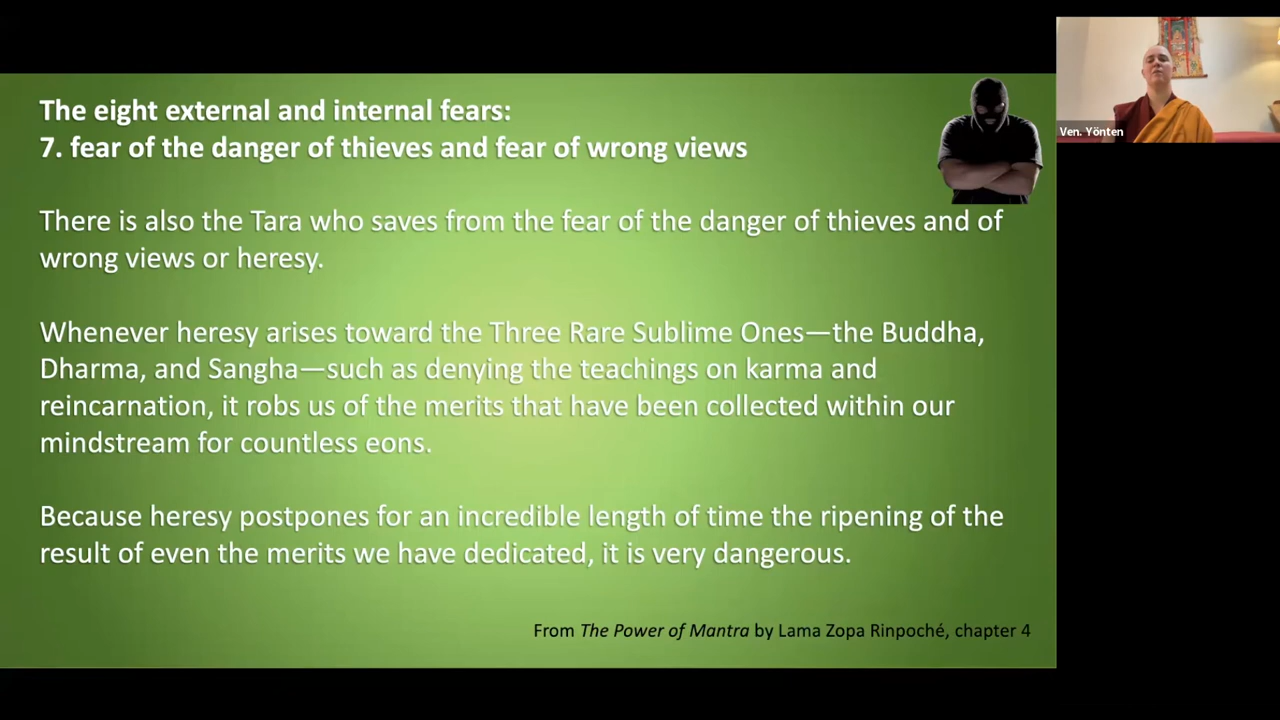 The eight external and internal fears:
7. fear of the danger of thieves and fear of wrong views
There is also the Tara who saves from the fear of the danger of thieves and of
wrong views or heresy.
Whenever heresy arises toward the Three Rare Sublime Ones—the Buddha,
Dharma, and Sangha—such as denying the teachings on karma and
reincarnation, it robs us of the merits that have been collected within our
mindstream for countless eons.
Because heresy postpones for an incredible length of time the ripening of the
result of even the merits we have dedicated, it is very dangerous.
From The Power of Mantra by Lama Zopa Rinpoché, chapter 4
Ven. Yönten